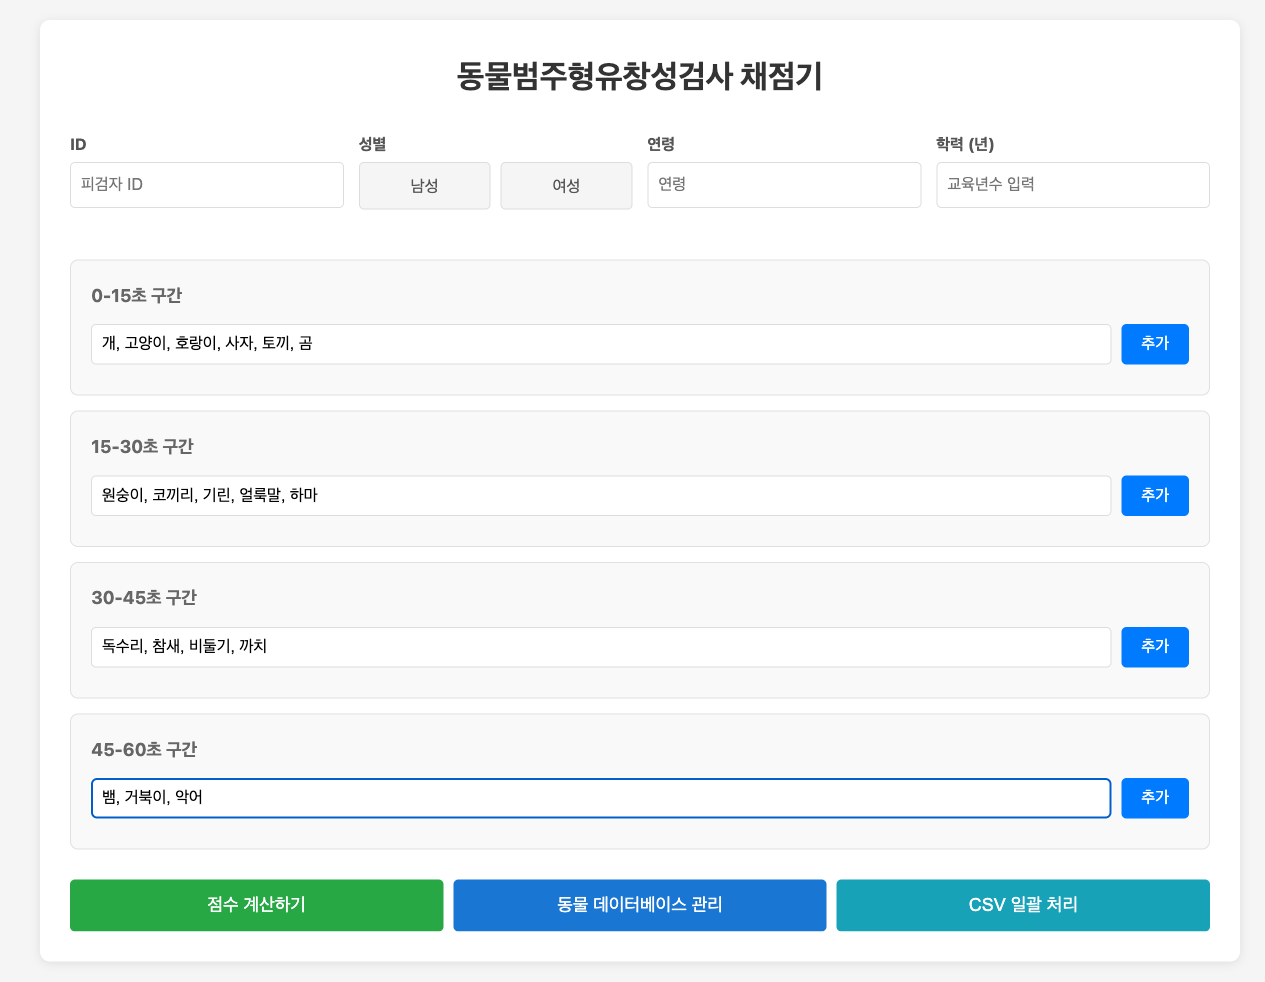 동물범주형유창성검사 채점기
ID 성별 연령 학력 (년)
피검자 ID 남성 여성 연령 교육년수 입력
0-15초 구간
개, 고양이, 호랑이, 사자, 토끼, 곰 추가
15-30초 구간
원숭이, 코끼리, 기린, 얼룩말, 하마 추가
30-45초 구간
독수리, 참새, 비둘기, 까치 추가
45-60초 구간
뱀, 거북이, 악어 추가
점수 계산하기 동물 데이터베이스 관리 CSV 일괄 처리